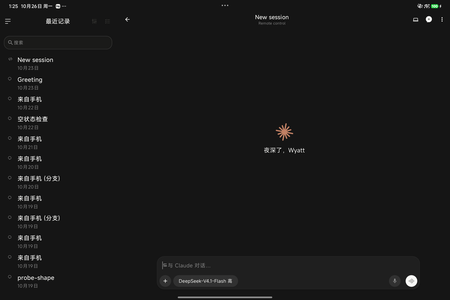 1:25 10月26日 周一
最近记录
New session
Remote control
搜索
New session
10月23日
Greeting
10月23日
来自手机
10月22日
空状态检查
10月22日
来自手机
10月21日
来自手机
10月20日
来自手机 (分支)
10月20日
来自手机
10月19日
来自手机 (分支)
10月19日
来自手机
10月19日
来自手机
10月19日
probe-shape
10月19日
夜深了，Wyatt
与 Claude 对话...
DeepSeek-V4.1-Flash 高